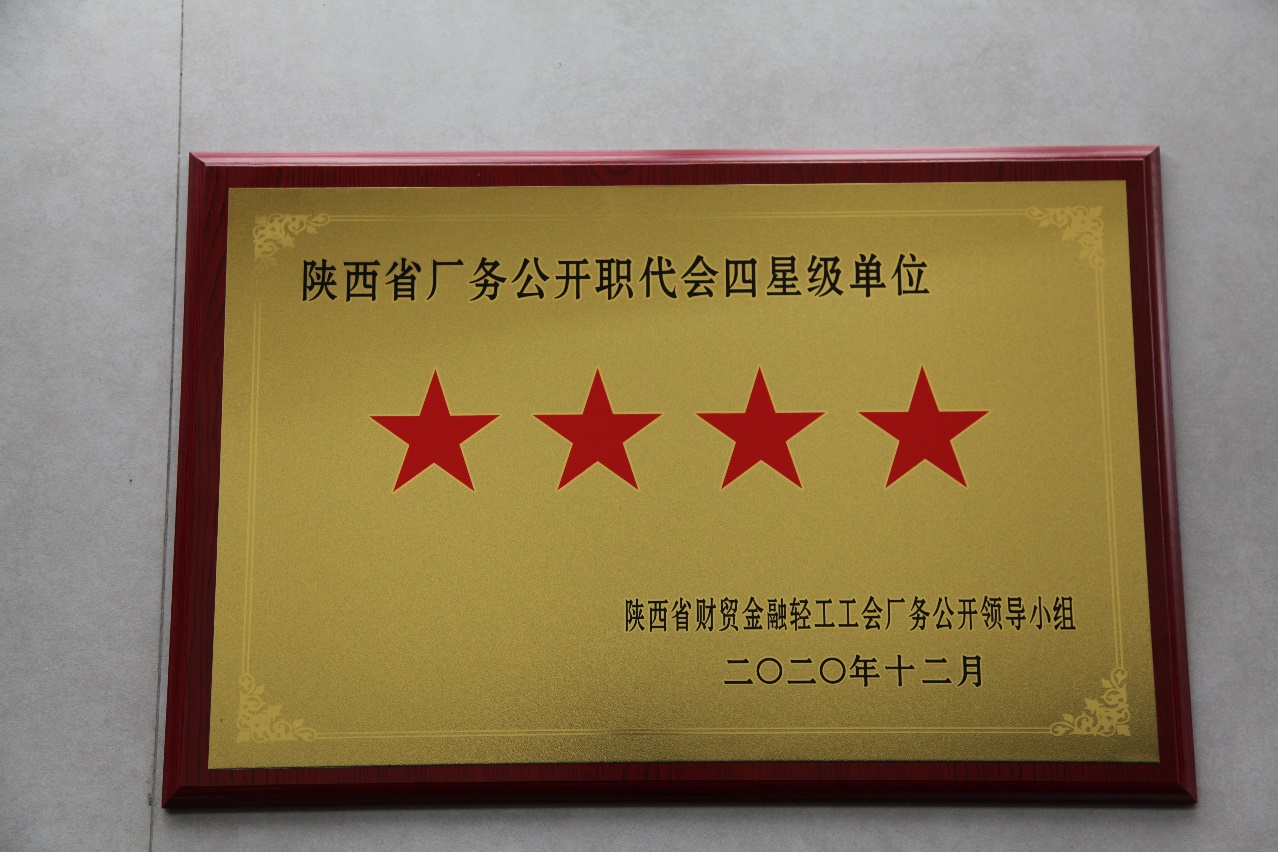 陕西省厂务公开职代会四星级单位
陕西省财贸金融轻工工会厂务公开领导小组
二〇二〇年十二月